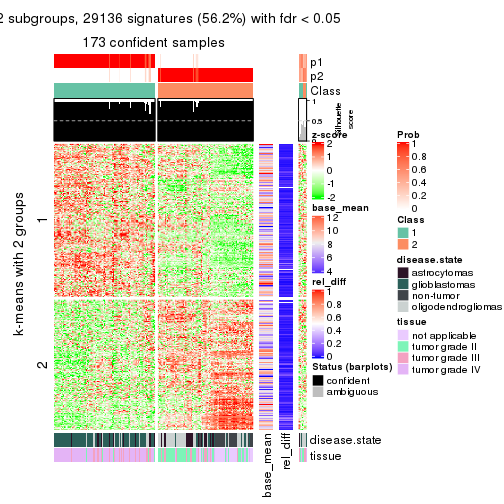 2 subgroups, 29136 signatures (56.2%) with fdr < 0.05
173 confident samples
p1
p2
Class
1
0.5
0
Silhouette
score
k-means with 2 groups
1
2
z-score
2
1
0
-1
-2
base_mean
12
10
8
6
4
rel_diff
1
0.8
0.6
0.4
0.2
0
Status (barplots)
confident
ambiguous
Prob
1
0.8
0.6
0.4
0.2
0
Class
1
2
disease.state
astrocytomas
glioblastomas
non-tumor
oligodendrogliomas
tissue
not applicable
tumor grade II
tumor grade III
tumor grade IV
disease.state
tissue
base_mean
rel_diff